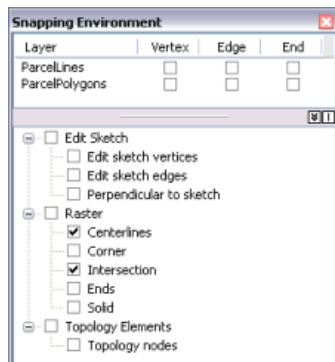 Snapping Environment
Layer Vertex Edge End
ParcelLines
ParcelPolygons
Edit Sketch
Edit sketch vertices
Edit sketch edges
Perpendicular to sketch
Raster
Centerlines
Corner
Intersection
Ends
Solid
Topology Elements
Topology nodes